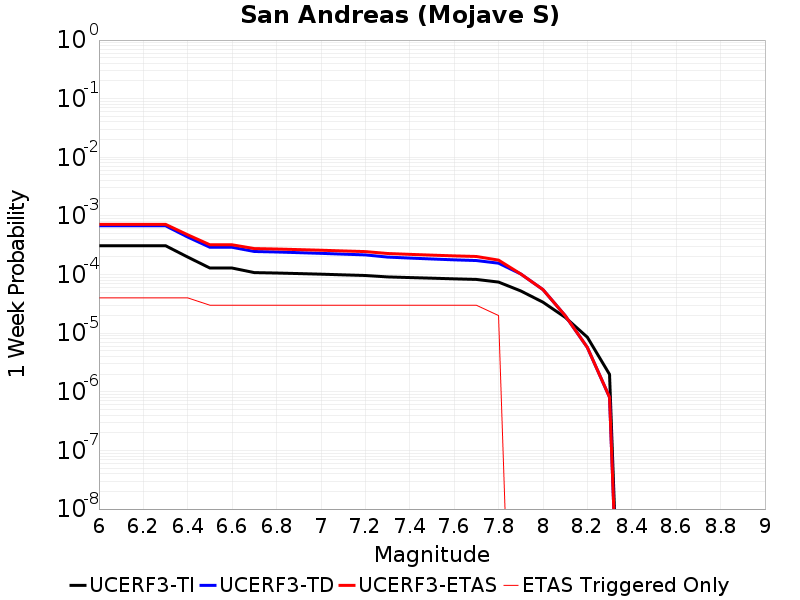 San Andreas (Mojave S)
1 Week Probability
10^0
10^-1
10^-2
10^-3
10^-4
10^-5
10^-6
10^-7
10^-8
6 6.2 6.4 6.6 6.8 7 7.2 7.4 7.6 7.8 8 8.2 8.4 8.6 8.8 9
Magnitude
UCERF3-TI UCERF3-TD UCERF3-ETAS ETAS Triggered Only